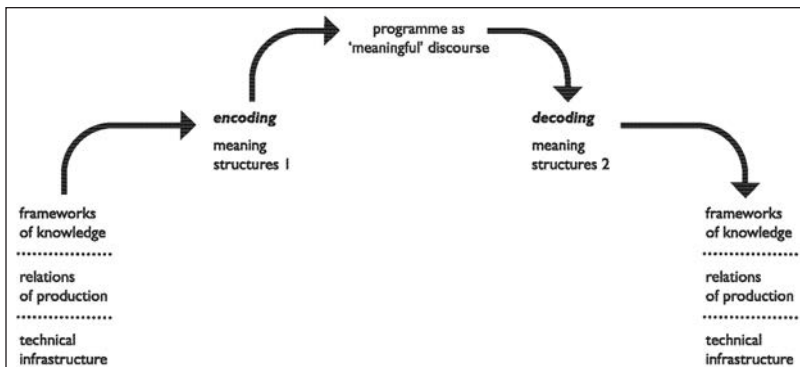 programme as
'meaningful' discourse
encoding
meaning
structures 1
decoding
meaning
structures 2
frameworks
of knowledge
relations
of production
technical
infrastructure
frameworks
of knowledge
relations
of production
technical
infrastructure